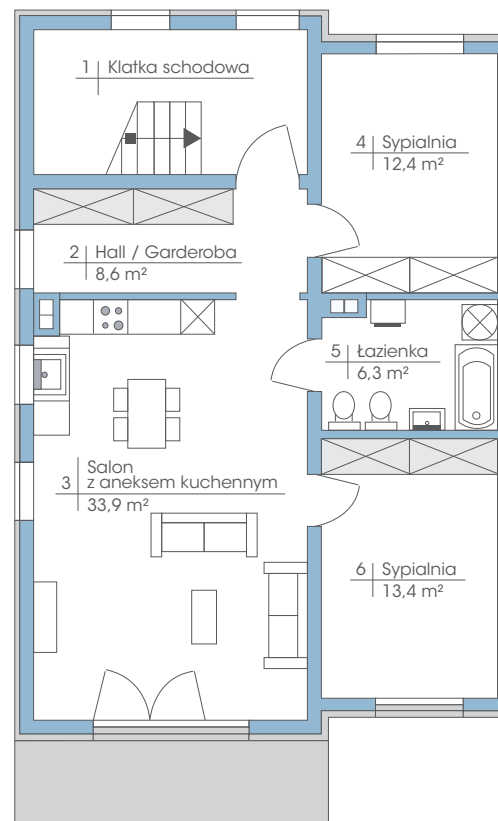 1 Klatka schodowa
4 Sypialnia
12,4 m²
2 Hall / Garderoba
8,6 m²
5 Łazienka
6,3 m²
3 Salon
z aneksem kuchennym
33,9 m²
6 Sypialnia
13,4 m²